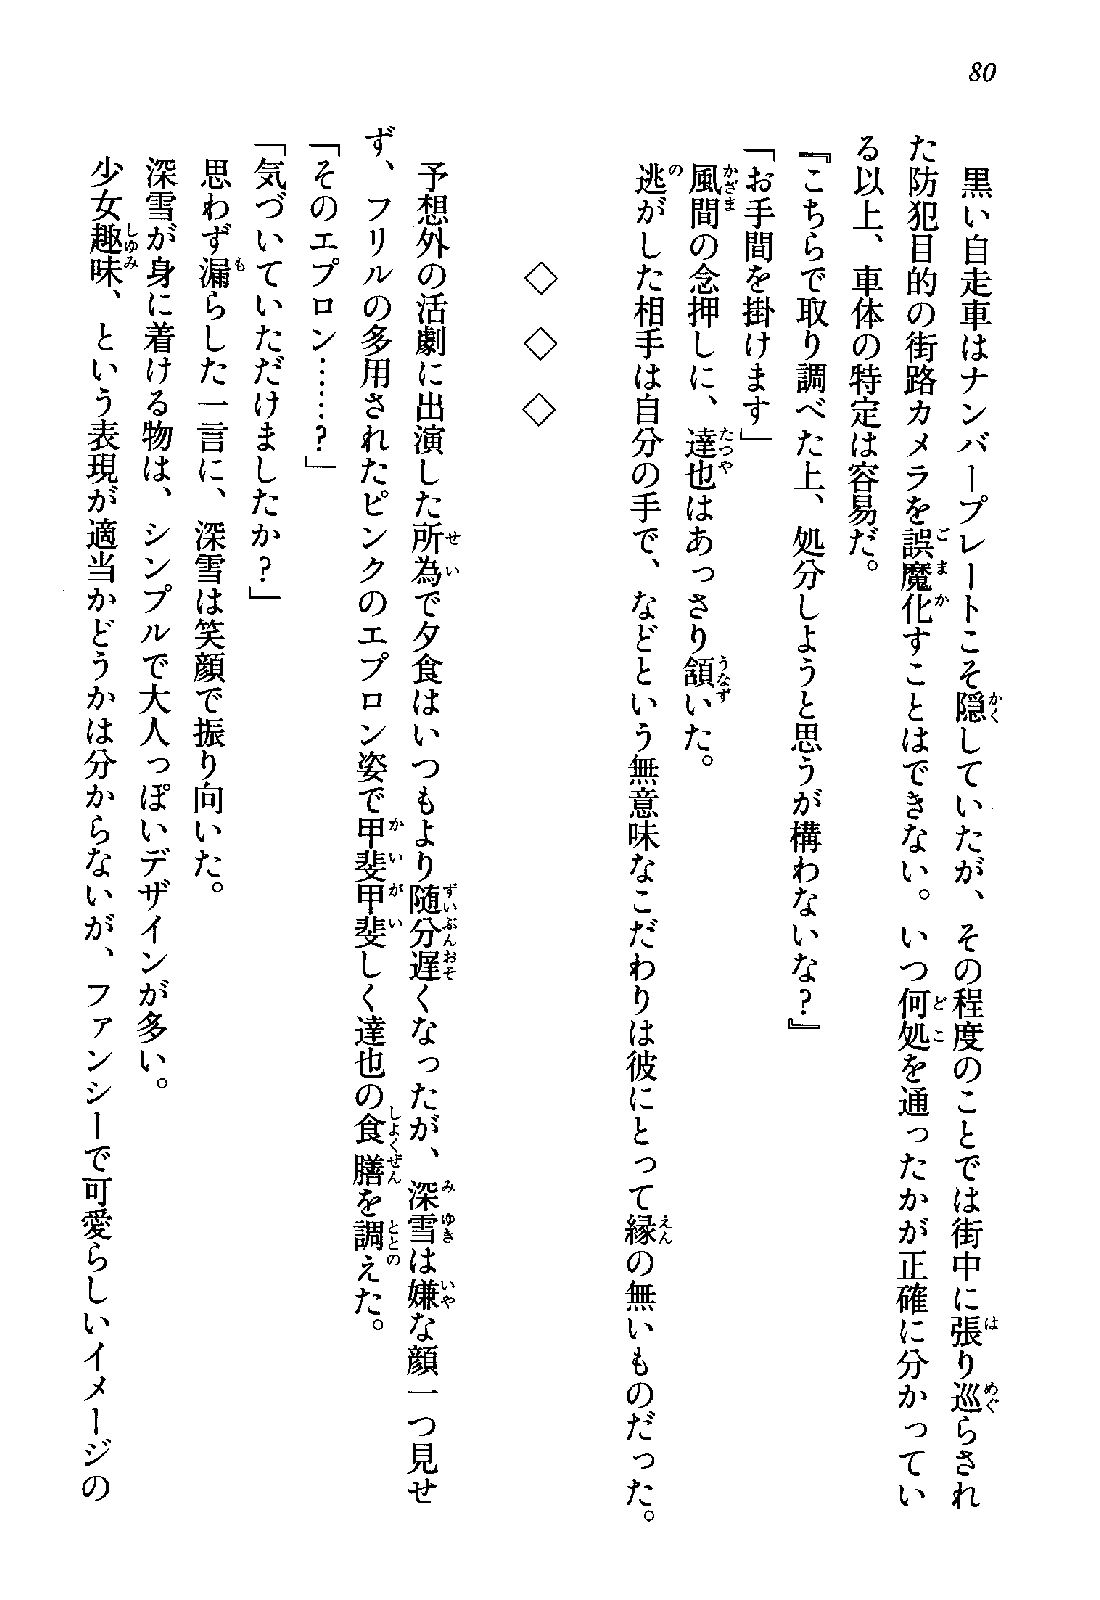 80
黒い自走車はナンバープレートこそ隠していたが、その程度のことでは街中に張り巡らされ
た防犯目的の街路カメラを誤魔化すことはできない。いつ何処を通ったかが正確に分かってい
る以上、車体の特定は容易だ。
『こちらで取り調べた上、処分しようと思うが構わないな?』
「お手間を掛けます」
風間の念押しに、達也はあっさり頷いた。
逃がした相手は自分の手で、などという無意味なこだわりは彼にとって縁の無いものだった。
◇ ◇ ◇
予想外の活劇に出演した所為で夕食はいつもより随分遅くなったが、深雪は嫌な顔一つ見せ
ず、フリルの多用されたピンクのエプロン姿で甲斐甲斐しく達也の食膳を調えた。
「そのエプロン……?」
「気づいていただけましたか?」
思わず漏らした一言に、深雪は笑顔で振り向いた。
深雪が身に着ける物は、シンプルで大人っぽいデザインが多い。
少女趣味、という表現が適当かどうかは分からないが、ファンシーで可愛らしいイメージの